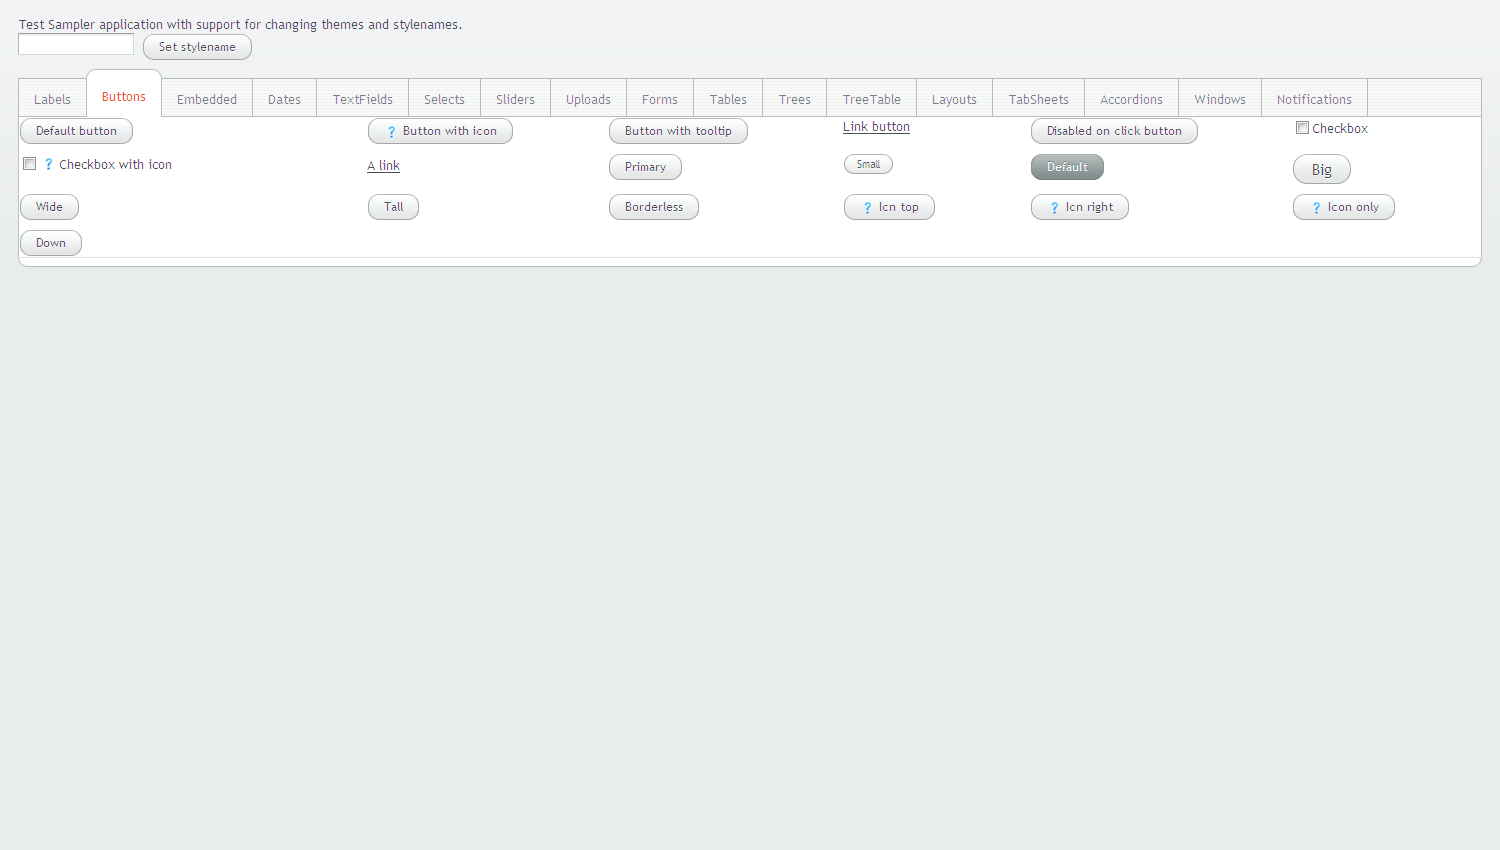 Test Sampler application with support for changing themes and stylenames.
Set stylename
Labels Buttons Embedded Dates TextFields Selects Sliders Uploads Forms Tables Trees TreeTable Layouts TabSheets Accordions Windows Notifications
Default button ? Button with icon Button with tooltip Link button Disabled on click button Checkbox
? Checkbox with icon A link Primary Small Default Big
Wide Tall Borderless ? Icn top ? Icn right ? Icon only
Down